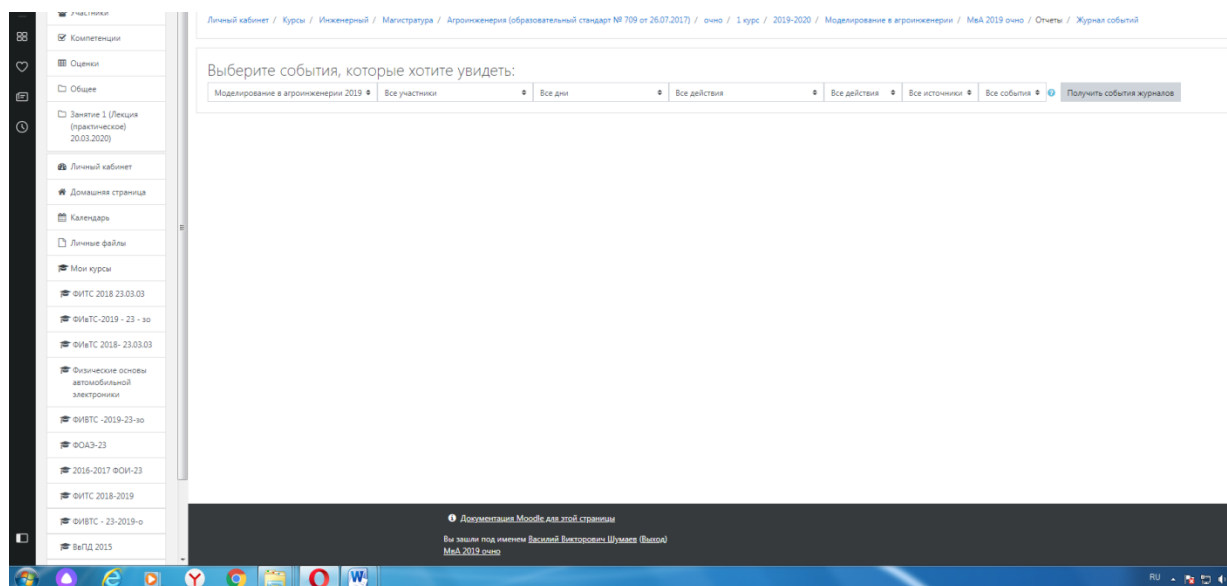 Участники
Компетенции
Оценки
Общее
Занятие 1 (Лекция
(практическое)
20.03.2020)
Личный кабинет
Домашняя страница
Календарь
Личные файлы
Мои курсы
ФИТС 2018 23.03.03
ФИвТС-2019 - 23 - зо
ФИвТС 2018- 23.03.03
Физические основы
автомобильной
электроники
ФИВТС -2019-23-зо
ФОАЭ-23
2016-2017 ФОИ-23
ФИТС 2018-2019
ФИВТС - 23-2019-о
ВвПД 2015
Личный кабинет / Курсы / Инженерный / Магистратура / Агроинженерия (образовательный стандарт № 709 от 26.07.2017) / очно / 1 курс / 2019-2020 / Моделирование в агроинженерии / МвА 2019 очно / Отчеты / Журнал событий
Выберите события, которые хотите увидеть:
Моделирование в агроинженерии 2019 Все участники Все дни Все действия Все действия Все источники Все события Получить события журналов
Документация Moodle для этой страницы
Вы зашли под именем Василий Викторович Шумаев (Выход)
МвА 2019 очно
RU